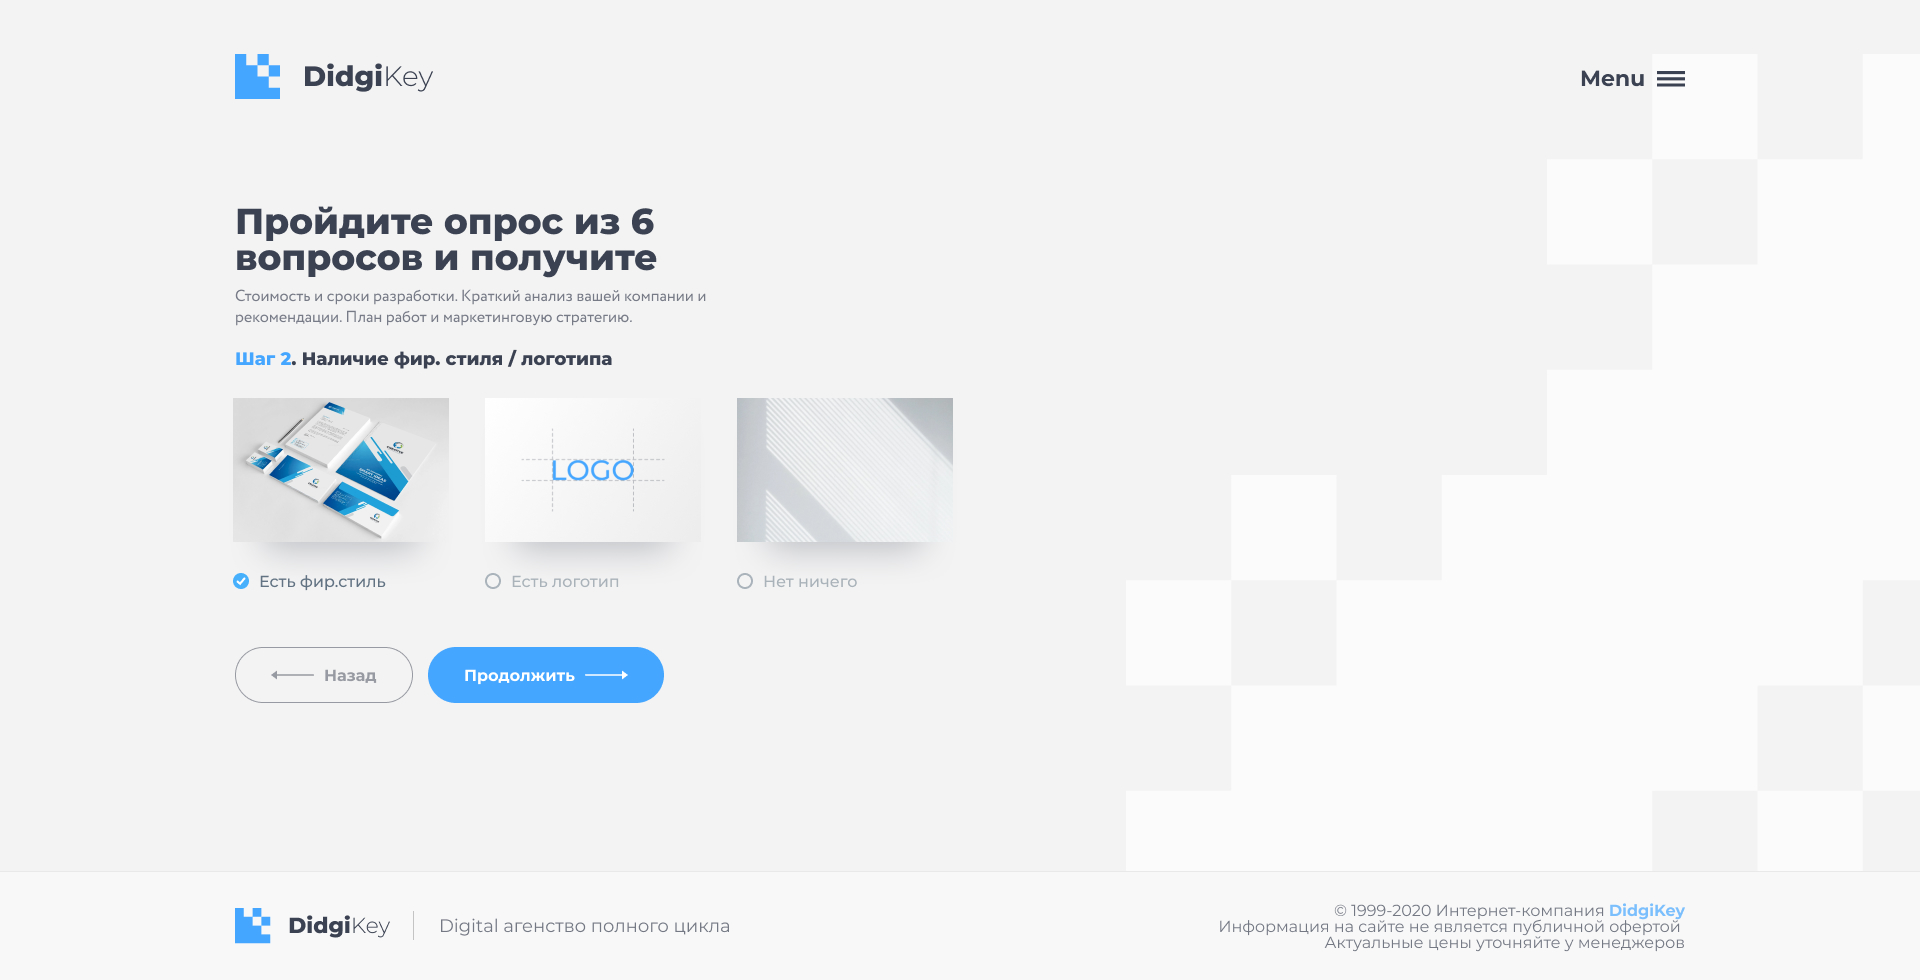 DidgiKey
Menu
Пройдите опрос из 6
вопросов и получите
Стоимость и сроки разработки. Краткий анализ вашей компании и
рекомендации. План работ и маркетинговую стратегию.
Шаг 2. Наличие фир. стиля / логотипа
LOGO
Есть фир.стиль
Есть логотип
Нет ничего
Назад
Продолжить
DidgiKey
Digital агенство полного цикла
© 1999-2020 Интернет-компания DidgiKey
Информация на сайте не является публичной офертой
Актуальные цены уточняйте у менеджеров